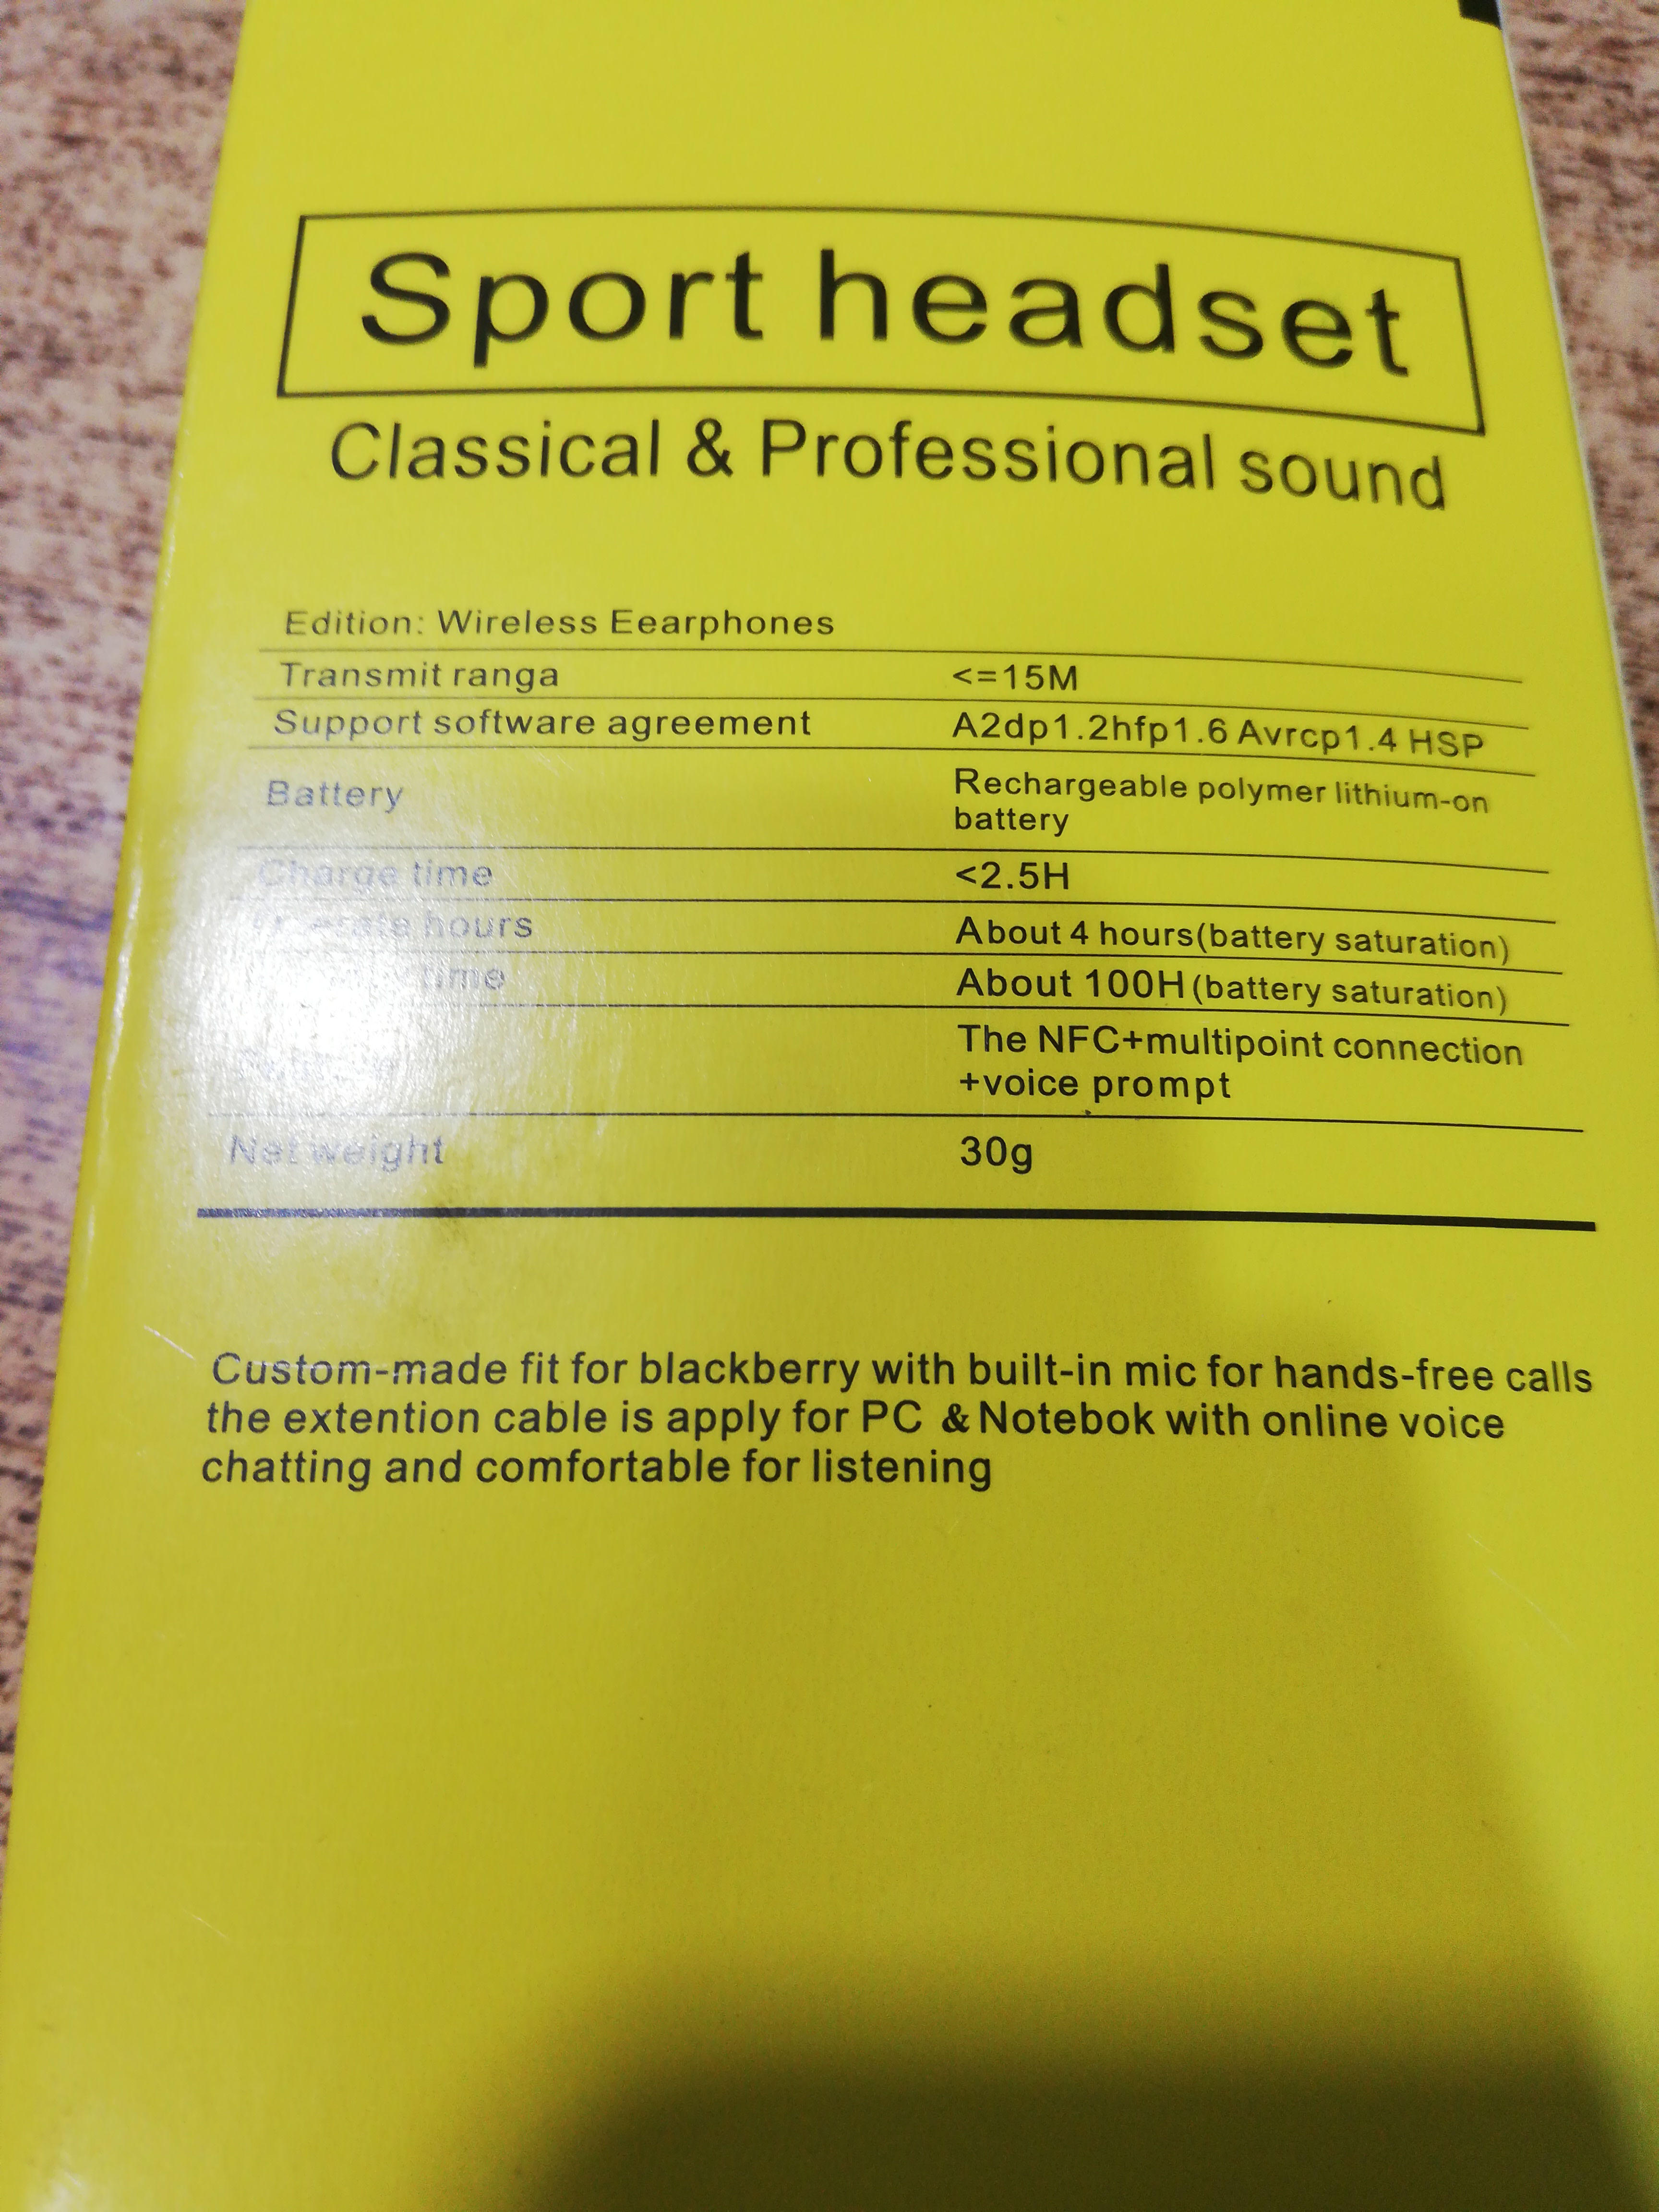 Sport headset
Classical & Professional sound
Edition: Wireless Eearphones
Transmit ranga <=15M
Support software agreement A2dp1.2hfp1.6 Avrcp1.4 HSP
Battery Rechargeable polymer lithium-on
battery
Charge time <2.5H
hours About 4 hours(battery saturation)
time About 100H(battery saturation)
The NFC+multipoint connection
+voice prompt
Net weight 30g
Custom-made fit for blackberry with built-in mic for hands-free calls
the extention cable is apply for PC & Notebok with online voice
chatting and comfortable for listening